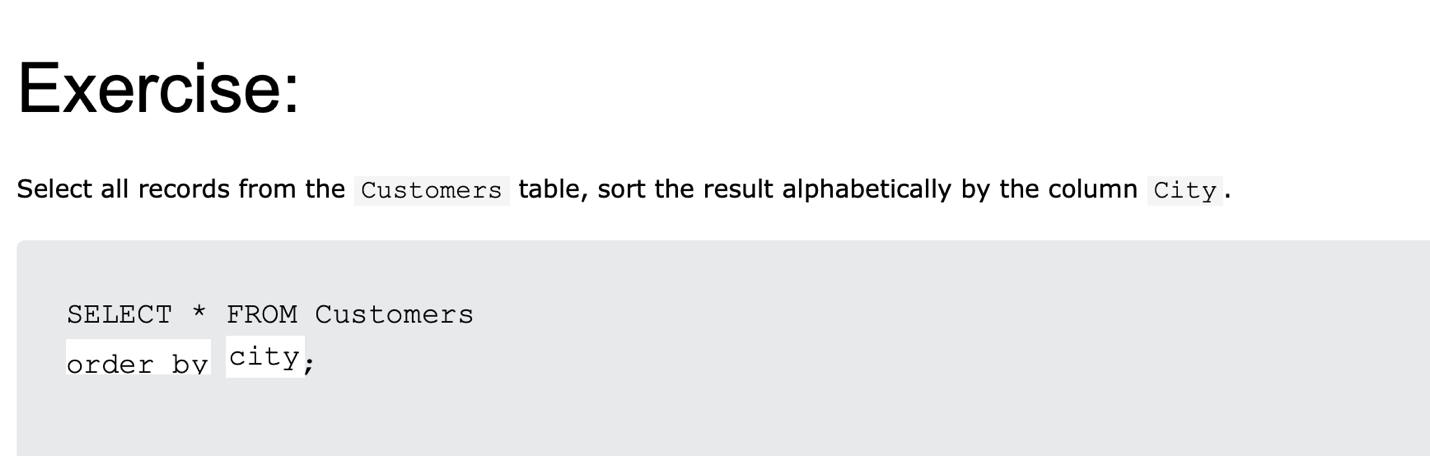 Exercise:
Select all records from the Customers table, sort the result alphabetically by the column City.
SELECT * FROM Customers
order by city;